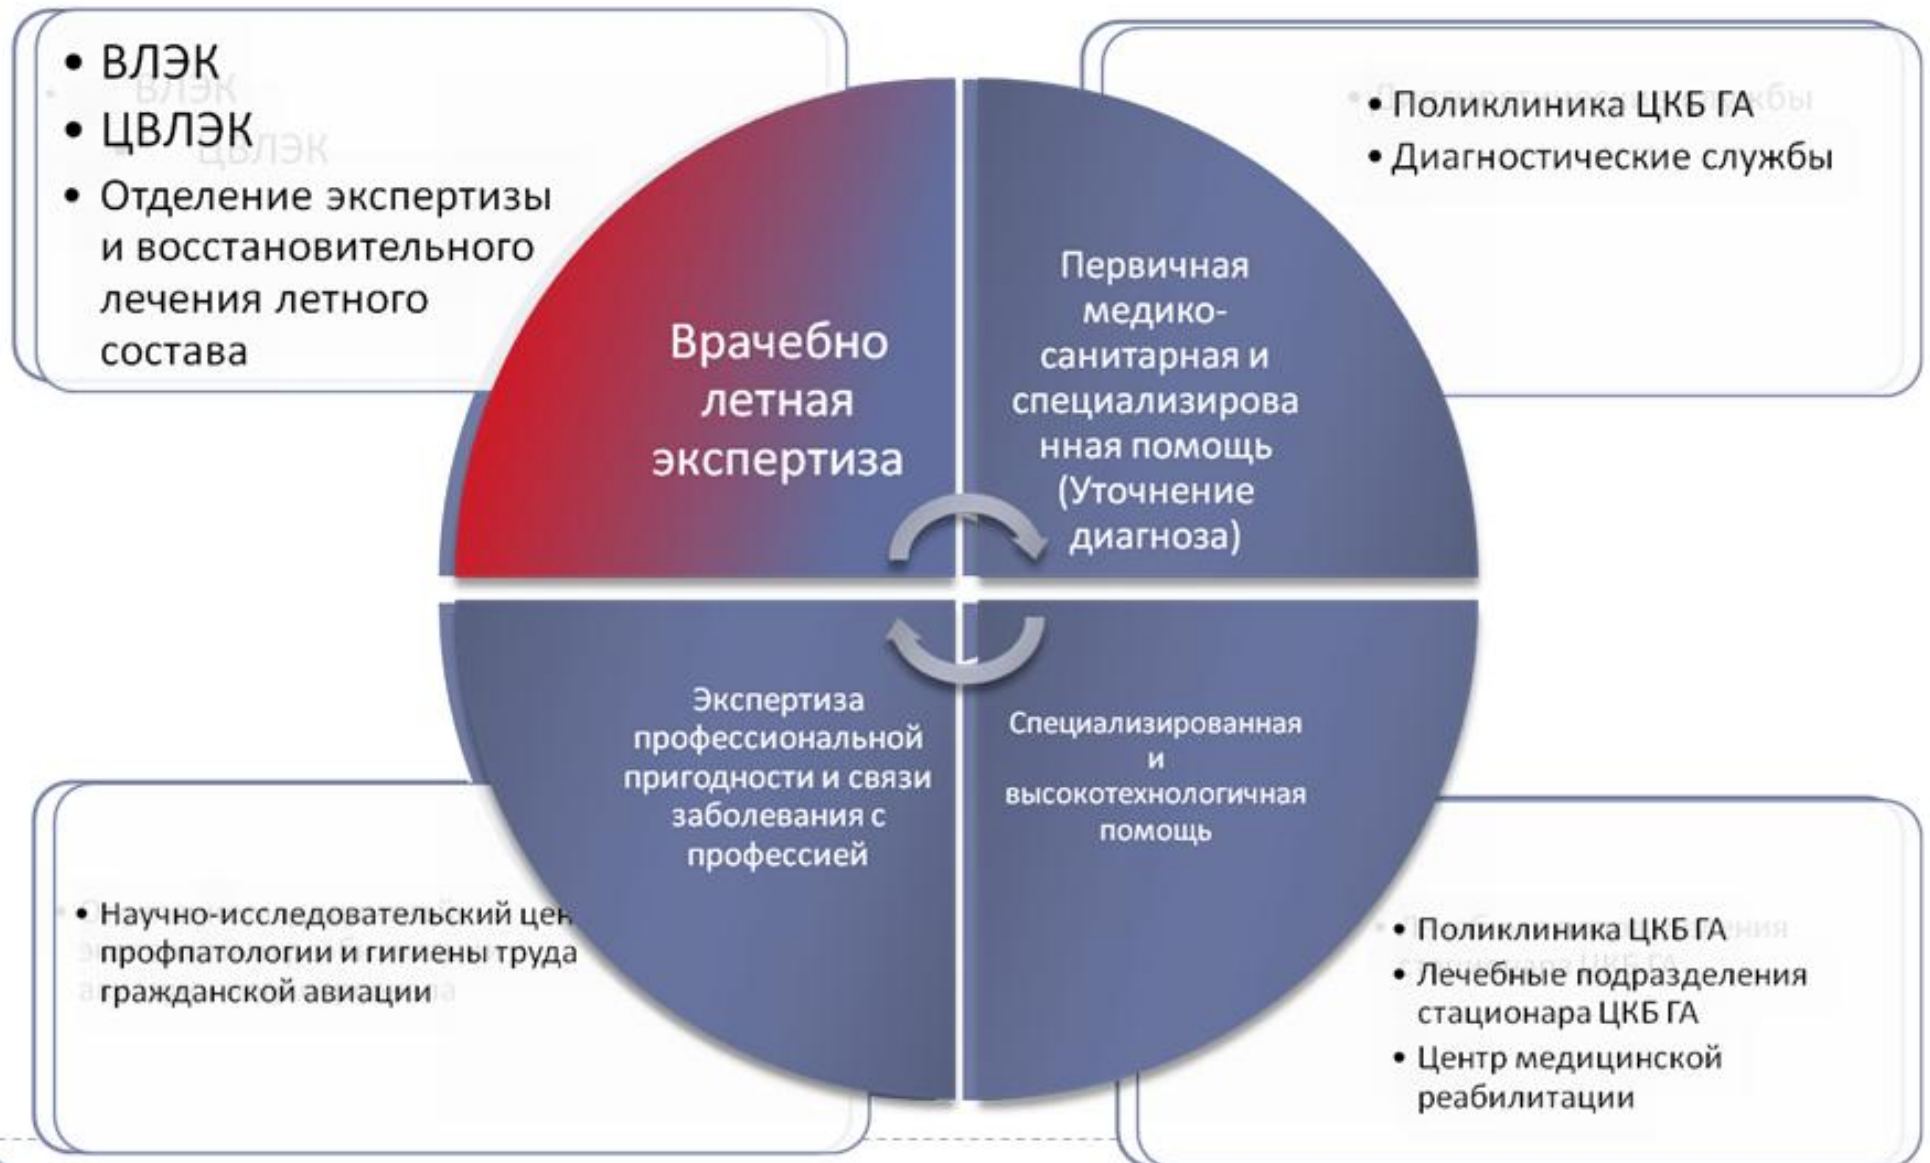 • ВЛЭК
• ЦВЛЭК
• Отделение экспертизы
и восстановительного
лечения летного
состава
• Поликлиника ЦКБ ГА
• Диагностические службы
Врачебно
летная
экспертиза
Первичная
медико-
санитарная и
специализирова
нная помощь
(Уточнение
диагноза)
Экспертиза
профессиональной
пригодности и связи
заболевания с
профессией
Специализированная
и
высокотехнологичная
помощь
• Научно-исследовательский цен
профпатологии и гигиены труда
гражданской авиации
• Поликлиника ЦКБ ГА
• Лечебные подразделения
стационара ЦКБ ГА
• Центр медицинской
реабилитации